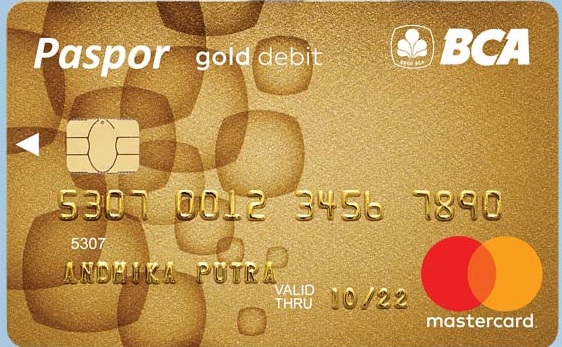 Paspor gold debit BCA
5307 0012 3456 7890
5307
ANDHIKA PUTRA
VALID THRU 10/22
mastercard.